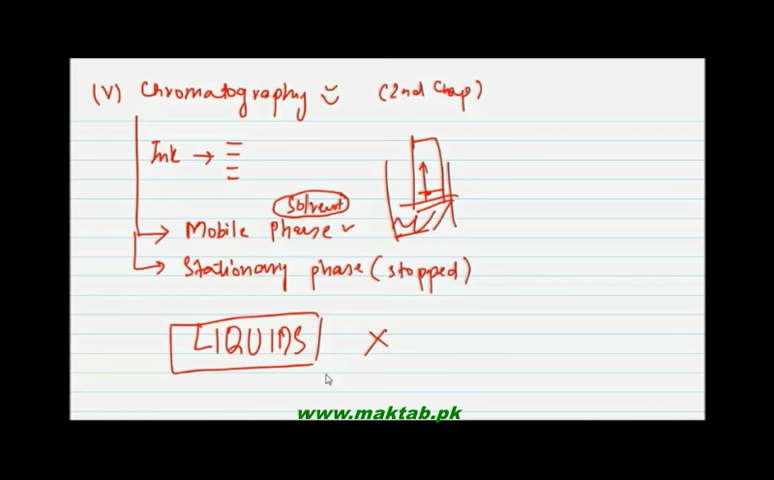 (V) Chromatography (2nd Chap)
Ink →
Solvent
→ Mobile Phase ✓
→ Stationary phase (stopped)
LIQUIDS X
www.maktab.pk